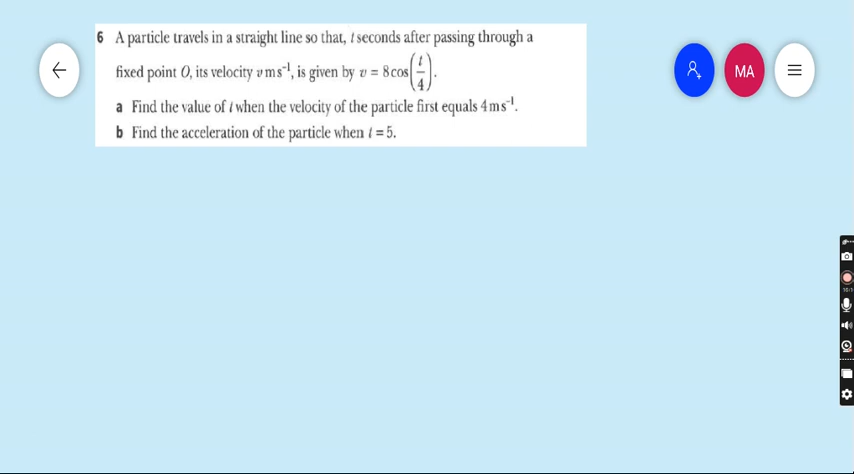 6 A particle travels in a straight line so that, t seconds after passing through a
fixed point O, its velocity v m s⁻¹, is given by v = 8 cos(t/4).
a Find the value of t when the velocity of the particle first equals 4 m s⁻¹.
b Find the acceleration of the particle when t = 5.
MA